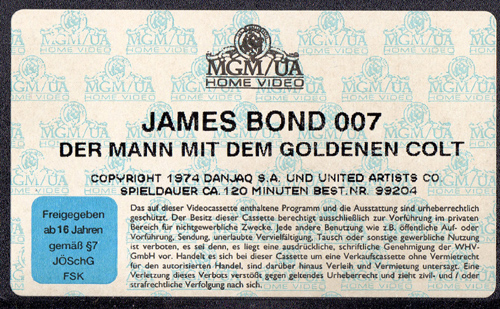 MGM/UA
HOME VIDEO
JAMES BOND 007
DER MANN MIT DEM GOLDENEN COLT
COPYRIGHT 1974 DANJAQ S.A. UND UNITED ARTISTS CO
SPIELDAUER CA. 120 MINUTEN BEST.NR. 99204
Freigegeben
ab 16 Jahren
gemäß §7
JÖSchG
FSK
Das auf dieser Videocassette enthaltene Programm und die Ausstattung sind urheberrechtlich
geschützt. Der Besitz dieser Cassette berechtigt ausschließlich zur Vorführung im privaten
Bereich für nichtgewerbliche Zwecke. Jede andere Benutzung wie z.B. öffentliche Auf- oder
Vorführung, Sendung, unerlaubte Vervielfältigung, Tausch oder sonstige gewerbliche Nutzung
ist verboten, es sei denn, es liegt eine ausdrückliche, schriftliche Genehmigung der WHV-
GmbH vor. Handelt es sich bei dieser Cassette um eine Verkaufscassette ohne Vermietrecht
für den autorisierten Handel, sind darüber hinaus Verleih und Vermietung untersagt. Eine
Verletzung dieses Verbots verstößt gegen geltendes Urheberrecht und zieht zivil- und / oder
strafrechtliche Verfolgung nach sich.